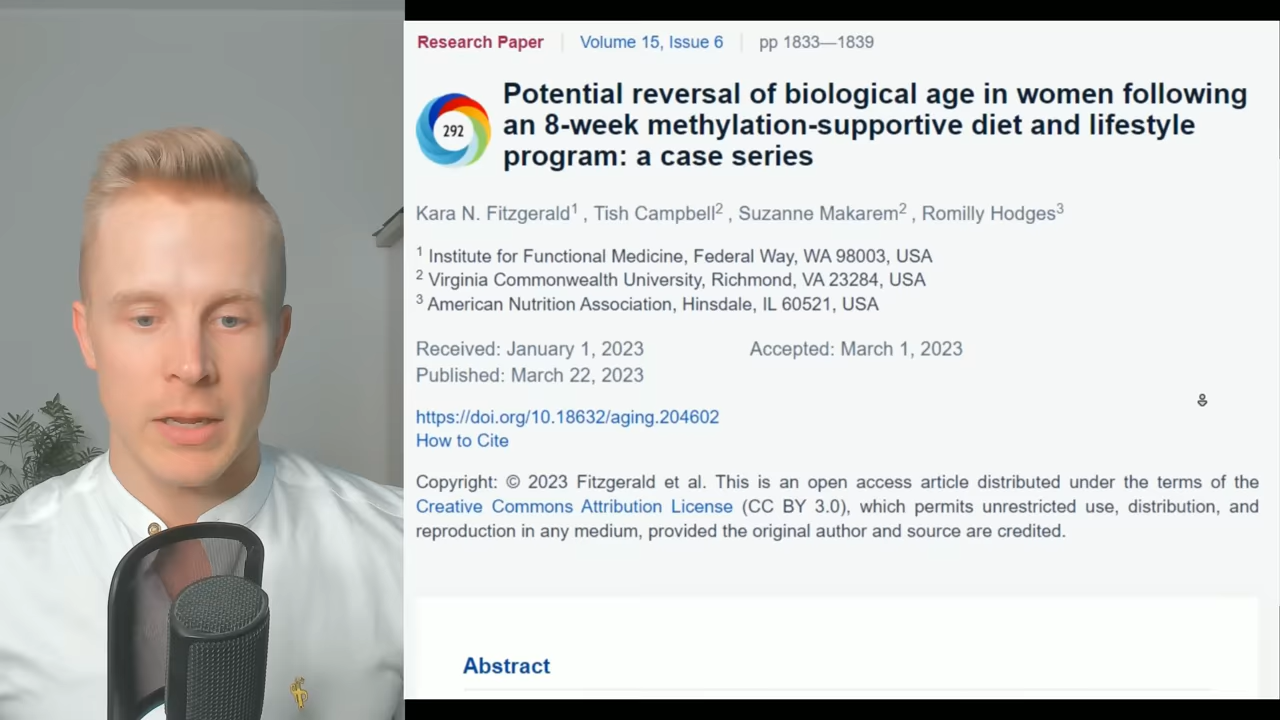 Research Paper Volume 15, Issue 6 pp 1833—1839
292
Potential reversal of biological age in women following
an 8-week methylation-supportive diet and lifestyle
program: a case series
Kara N. Fitzgerald1 , Tish Campbell2 , Suzanne Makarem2 , Romilly Hodges3
1 Institute for Functional Medicine, Federal Way, WA 98003, USA
2 Virginia Commonwealth University, Richmond, VA 23284, USA
3 American Nutrition Association, Hinsdale, IL 60521, USA
Received: January 1, 2023 Accepted: March 1, 2023
Published: March 22, 2023
https://doi.org/10.18632/aging.204602
How to Cite
Copyright: © 2023 Fitzgerald et al. This is an open access article distributed under the terms of the
Creative Commons Attribution License (CC BY 3.0), which permits unrestricted use, distribution, and
reproduction in any medium, provided the original author and source are credited.
Abstract